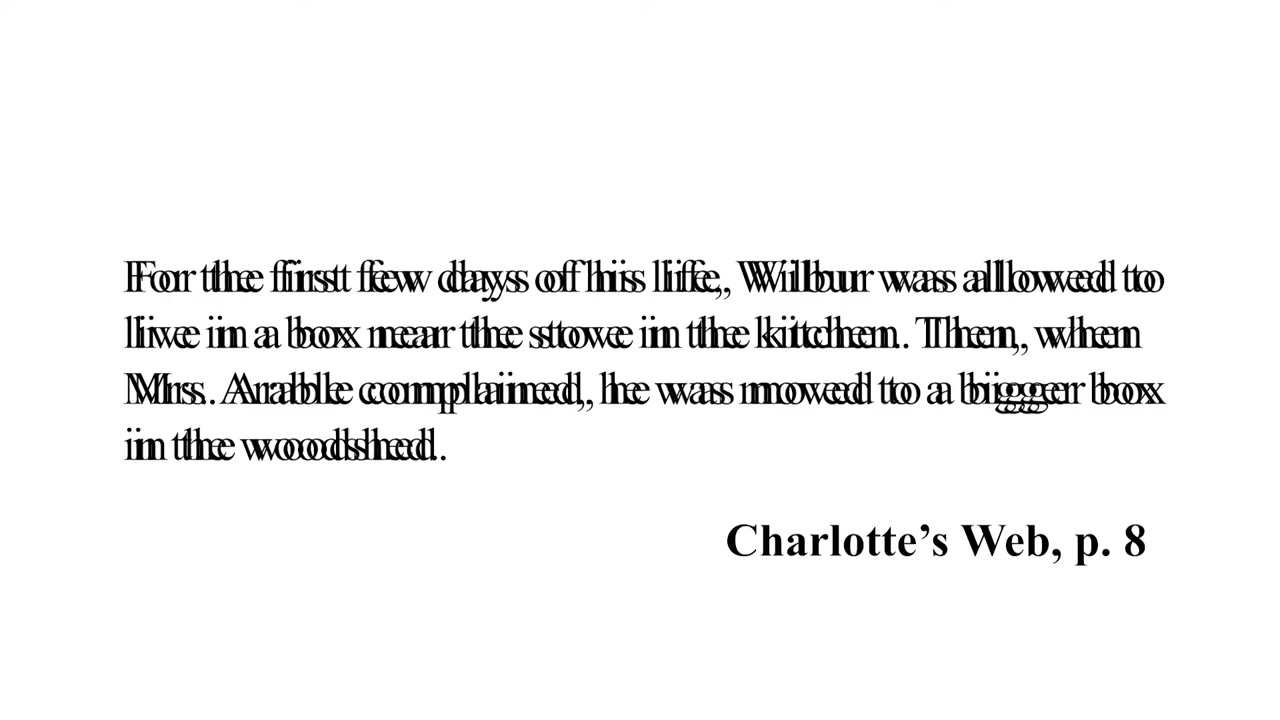 For the first few days of his life, Wilbur was allowed to
live in a box near the stove in the kitchen. Then, when
Mrs. Arable complained, he was moved to a bigger box
in the woodshed.
Charlotte’s Web, p. 8